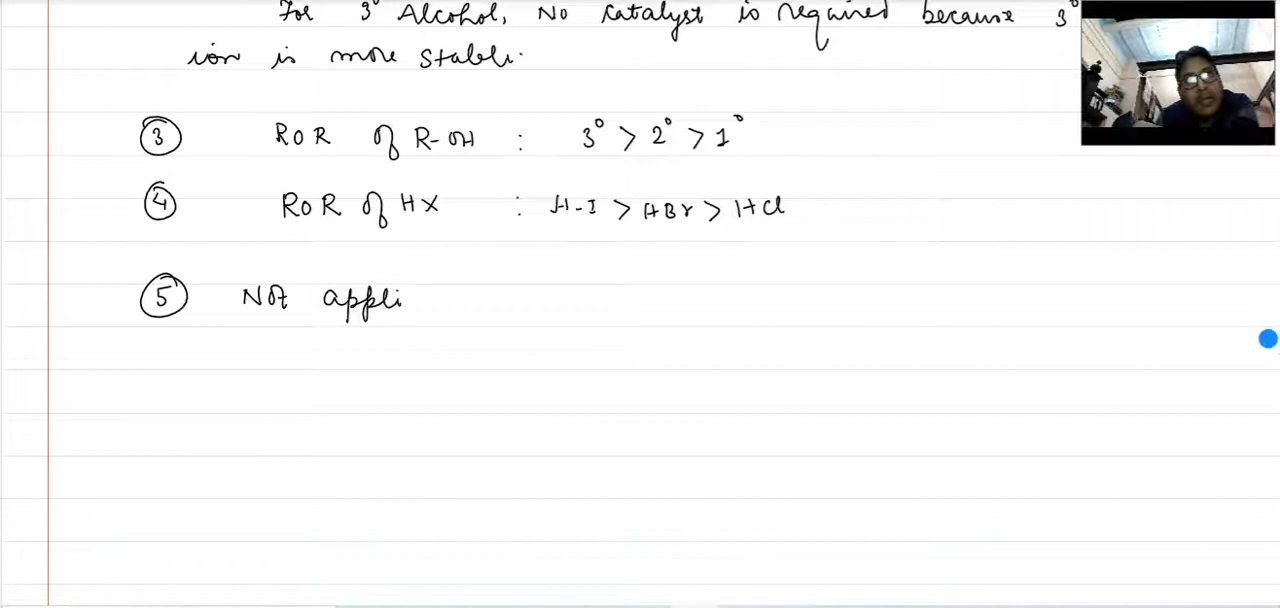 For 3° Alcohol, No catalyst is required because 3°
ion is more stable.
③ ROR of R-OH : 3° > 2° > 1°
④ ROR of HX : H-I > HBr > HCl
⑤ Not appli